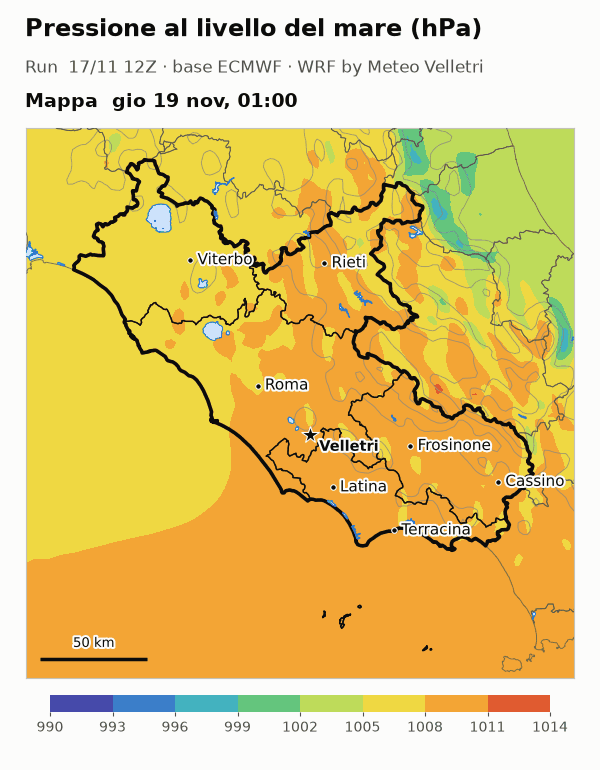 Pressione al livello del mare (hPa)
Run  17/11 12Z · base ECMWF · WRF by Meteo Velletri
Mappa  gio 19 nov, 01:00
Viterbo
Rieti
Roma
Velletri
Frosinone
Latina
Cassino
Terracina
50 km
990 993 996 999 1002 1005 1008 1011 1014